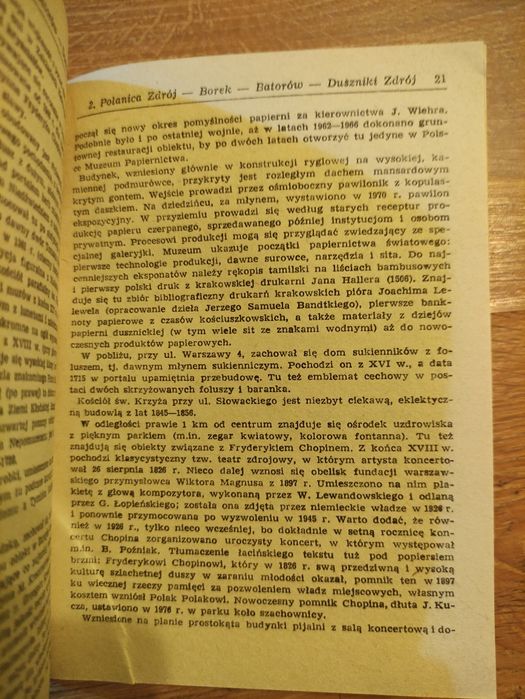 2. Polanica Zdrój — Borek — Batorów — Duszniki Zdrój 21
począł się nowy okres pomyślności papierni za kierownictwa J. Wiehra.
Podobnie było i po ostatniej wojnie, aż w latach 1962—1966 dokonano grun-
townej restauracji obiektu, by po dwóch latach otworzyć tu jedyne w Pols-
ce Muzeum Papiernictwa.
Budynek, wzniesiony głównie w konstrukcji ryglowej na wysokiej, ka-
miennej podmurówce, przykryty jest rozległym dachem mansardowym
krytym gontem. Wejście prowadzi przez ośmioboczny pawilonik z kopulas-
tym daszkiem. Na dziedzińcu, za młynem, wystawiono w 1970 r. pawilon
ekspozycyjny. W przyziemiu prowadzi się według starych receptur pro-
dukcję papieru czerpanego, sprzedawanego później instytucjom i osobom
prywatnym. Procesowi produkcji mogą się przyglądać zwiedzający ze spe-
cjalnej galeryjki. Muzeum ukazuje początki papiernictwa światowego:
pierwsze technologie produkcji, dawne surowce, narzędzia i sita. Do naj-
cenniejszych eksponatów należy rękopis tamilski na liściach bambusowych
i pierwszy polski druk z krakowskiej drukarni Jana Hallera (1506). Znaj-
duje się tu zbiór bibliograficzny drukarń krakowskich pióra Joachima Le-
lewela (opracowanie dzieła Jerzego Samuela Bandtkiego), pierwsze bank-
noty papierowe z czasów kościuszkowskich, a także materiały z dziejów
papierni dusznickiej (w tym wiele sit ze znakami wodnymi) aż do nowo-
czesnych produktów papierowych.
W pobliżu, przy ul. Warszawy 4, zachował się dom sukienników z fo-
luszem, tj. dawnym młynem sukienniczym. Pochodzi on z XVI w., a data
1715 w portalu upamiętnia przebudowę. Tu też emblemat cechowy w pos-
taci dwóch skrzyżowanych foluszy i baranka.
Kościół św. Krzyża przy ul. Słowackiego jest niezbyt ciekawą, eklektycz-
ną budowlą z lat 1845—1856.
W odległości prawie 1 km od centrum znajduje się ośrodek uzdrowiska
z pięknym parkiem (m.in. zegar kwiatowy, kolorowa fontanna). Tu też
znajdują się obiekty związane z Fryderykiem Chopinem. Z końca XVIII w.
pochodzi klasycystyczny tzw. teatr zdrojowy, w którym artysta koncerto-
wał 26 sierpnia 1826 r. Nieco dalej wznosi się obelisk fundacji warszaw-
skiego przemysłowca Wiktora Magnusa z 1897 r. Umieszczono na nim pla-
kietę z głową kompozytora, wykonaną przez W. Lewandowskiego i odlaną
przez G. Łopieńskiego; została ona zdjęta przez niemieckie władze w 1926 r.
i ponownie przymocowana po wyzwoleniu w 1945 r. Warto dodać, że rów-
nież w 1926 r., tylko nieco wcześniej, bo dokładnie w setną rocznicę kon-
certu Chopina zorganizowano uroczysty koncert, w którym występował
m.in. B. Poźniak. Tłumaczenie łacińskiego tekstu tuż pod popiersiem
brzmi: Fryderykowi Chopinowi, który w 1826 r. swą przedziwną i wysoką
kulturę szlachetnej duszy w zaraniu młodości okazał, pomnik ten w 1897
ku wiecznej rzeczy pamięci za pozwoleniem władz miejscowych, własnym
kosztem wzniósł Polak Polakowi. Nowoczesny pomnik Chopina, dłuta J. Ku-
cza, ustawiono w 1976 r. w parku koło szachownicy.
Wzniesione na planie prostokąta budynki pijalni z salą koncertową i do-